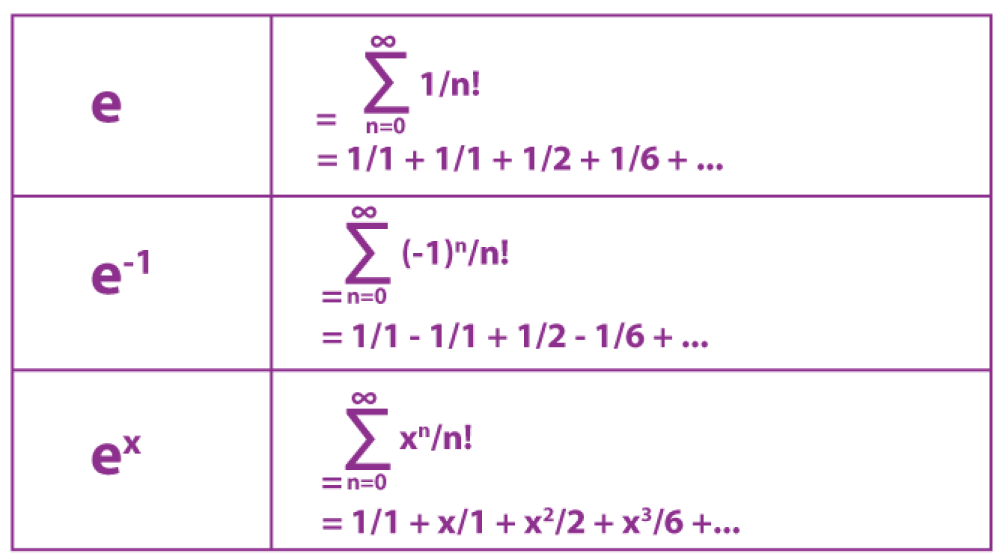 e
∞
∑ 1/n!
= n=0
= 1/1 + 1/1 + 1/2 + 1/6 + ...
e⁻¹
∞
∑ (-1)ⁿ/n!
= n=0
= 1/1 - 1/1 + 1/2 - 1/6 + ...
eˣ
∞
∑ xⁿ/n!
= n=0
= 1/1 + x/1 + x²/2 + x³/6 +...